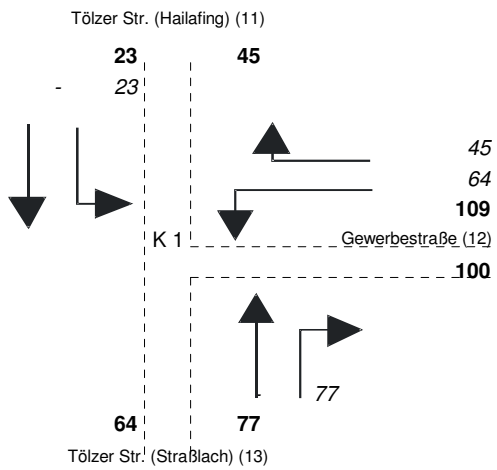 Tölzer Str. (Hailafing) (11)
23 45
- 23
45
64
109
K 1 Gewerbestraße (12)
100
77
64 77
Tölzer Str. (Straßlach) (13)